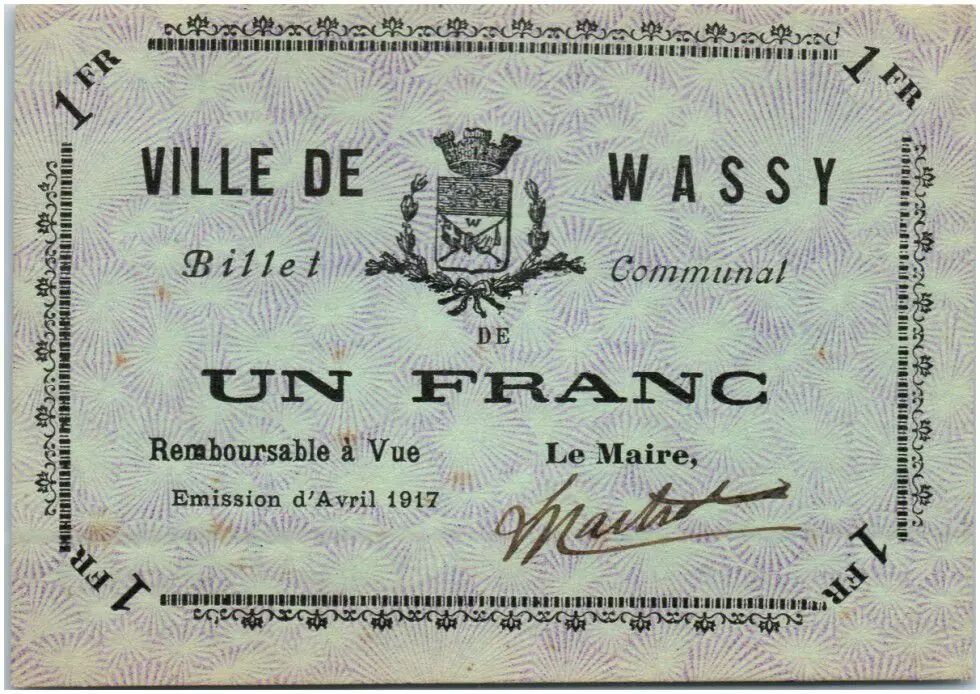 1 FR
1 FR
VILLE DE WASSY
W
Billet Communal
DE
UN FRANC
Remboursable à Vue
Le Maire,
Emission d'Avril 1917
1 FR
1 FR